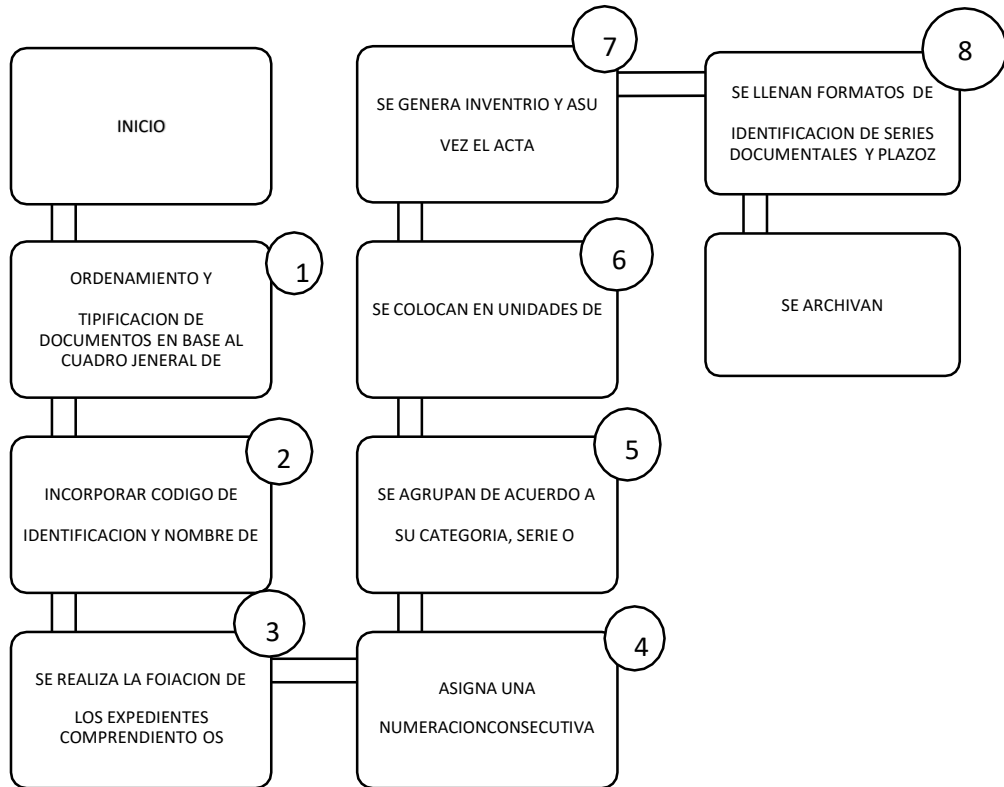 INICIO
1
ORDENAMIENTO Y
TIPIFICACION DE
DOCUMENTOS EN BASE AL
CUADRO JENERAL DE
2
INCORPORAR CODIGO DE
IDENTIFICACION Y NOMBRE DE
3
SE REALIZA LA FOIACION DE
LOS EXPEDIENTES
COMPRENDIENTO OS
4
ASIGNA UNA
NUMERACIONCONSECUTIVA
5
SE AGRUPAN DE ACUERDO A
SU CATEGORIA, SERIE O
6
SE COLOCAN EN UNIDADES DE
7
SE GENERA INVENTRIO Y ASU
VEZ EL ACTA
8
SE LLENAN FORMATOS DE
IDENTIFICACION DE SERIES
DOCUMENTALES Y PLAZOZ
SE ARCHIVAN